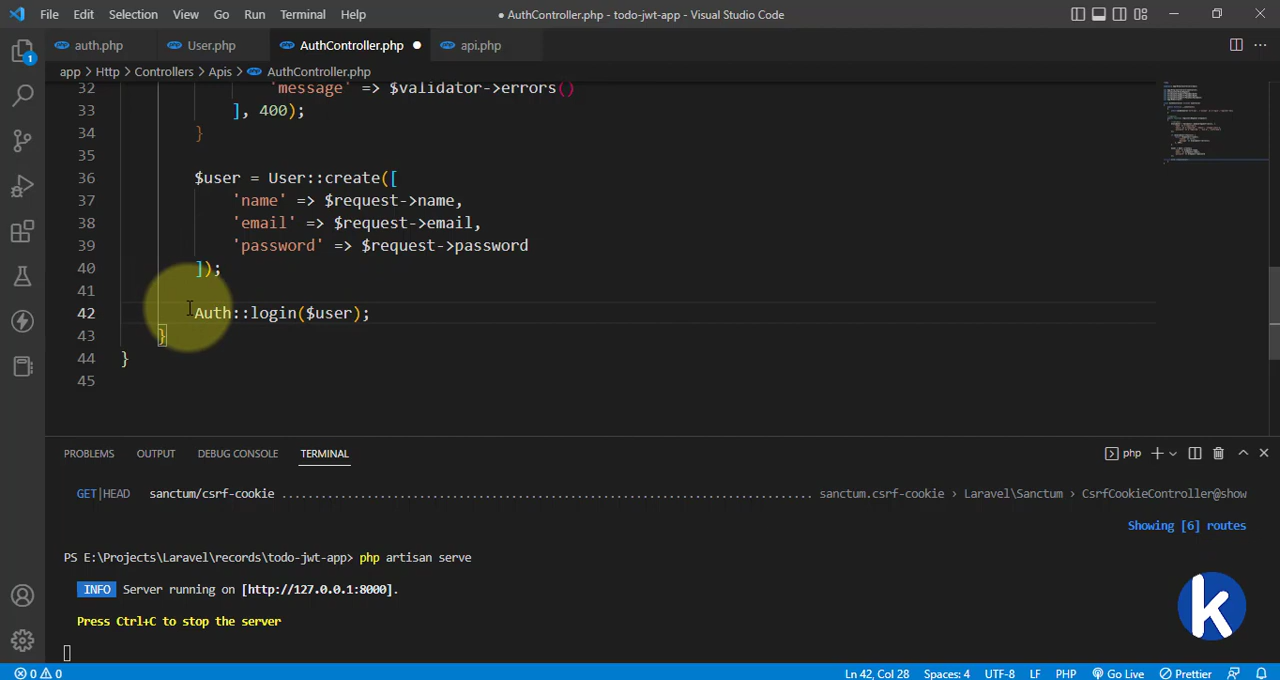 File Edit Selection View Go Run Terminal Help
● AuthController.php - todo-jwt-app - Visual Studio Code
auth.php User.php AuthController.php ● api.php
app > Http > Controllers > Apis > AuthController.php
32 'message' => $validator->errors()
33 ], 400);
34 }
35
36 $user = User::create([
37 'name' => $request->name,
38 'email' => $request->email,
39 'password' => $request->password
40 ]);
41
42 Auth::login($user);
43 }
44 }
45
PROBLEMS OUTPUT DEBUG CONSOLE TERMINAL
php
GET|HEAD sanctum/csrf-cookie ........ sanctum.csrf-cookie › Laravel\Sanctum › CsrfCookieController@show
Showing [6] routes
PS E:\Projects\Laravel\records\todo-jwt-app> php artisan serve
INFO Server running on [http://127.0.0.1:8000].
Press Ctrl+C to stop the server
k
0 0 Ln 42, Col 28 Spaces: 4 UTF-8 LF PHP Go Live Prettier